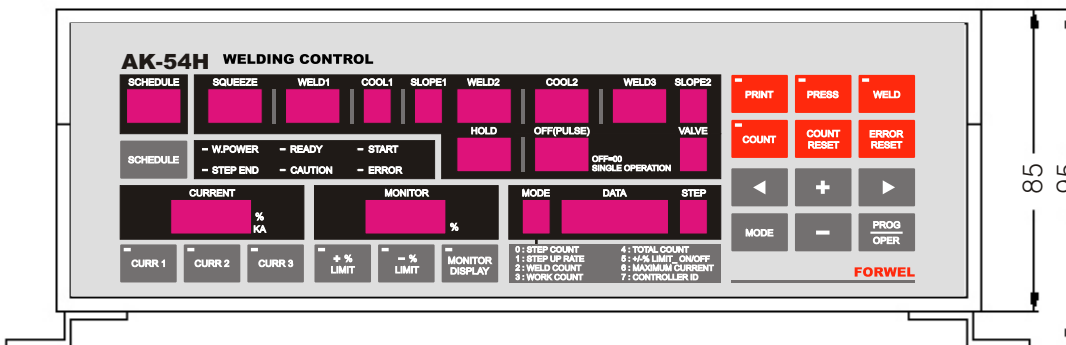 AK-54H WELDING CONTROL
SCHEDULE SQUEEZE WELD1 COOL1 SLOPE1 WELD2 COOL2 WELD3 SLOPE2
HOLD OFF(PULSE) VALVE
OFF=00
SINGLE OPERATION
SCHEDULE
– W.POWER – READY – START
– STEP END – CAUTION – ERROR
CURRENT MONITOR MODE DATA STEP
%
KA
%
CURR 1 CURR 2 CURR 3
+ %
LIMIT
– %
LIMIT
MONITOR
DISPLAY
0 : STEP COUNT
1 : STEP UP RATE
2 : WELD COUNT
3 : WORK COUNT
4 : TOTAL COUNT
5 : +/-% LIMIT_ ON/OFF
6 : MAXIMUM CURRENT
7 : CONTROLLER ID
PRINT PRESS WELD
COUNT
COUNT
RESET
ERROR
RESET
+
MODE
–
PROG
OPER
FORWEL
85